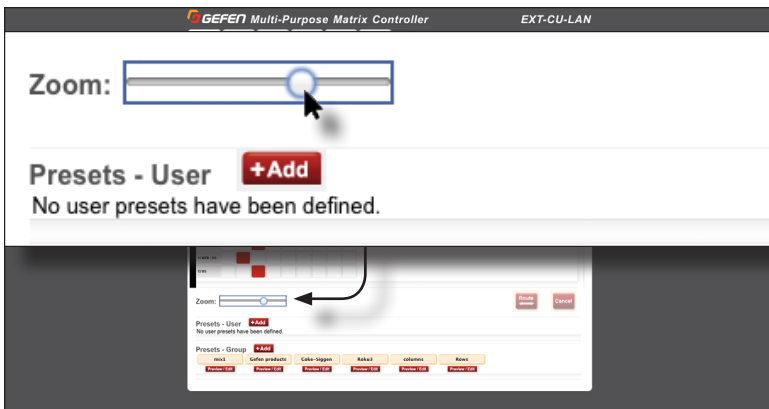 GEFEN Multi-Purpose Matrix Controller EXT-CU-LAN
Zoom:
Presets - User +Add
No user presets have been defined.
Zoom:
Route Cancel
Presets - User +Add
No user presets have been defined.
Presets - Group +Add
mix1 Gefen products Coke-Siggen Roku3 columns Rows
Preview / Edit Preview / Edit Preview / Edit Preview / Edit Preview / Edit Preview / Edit